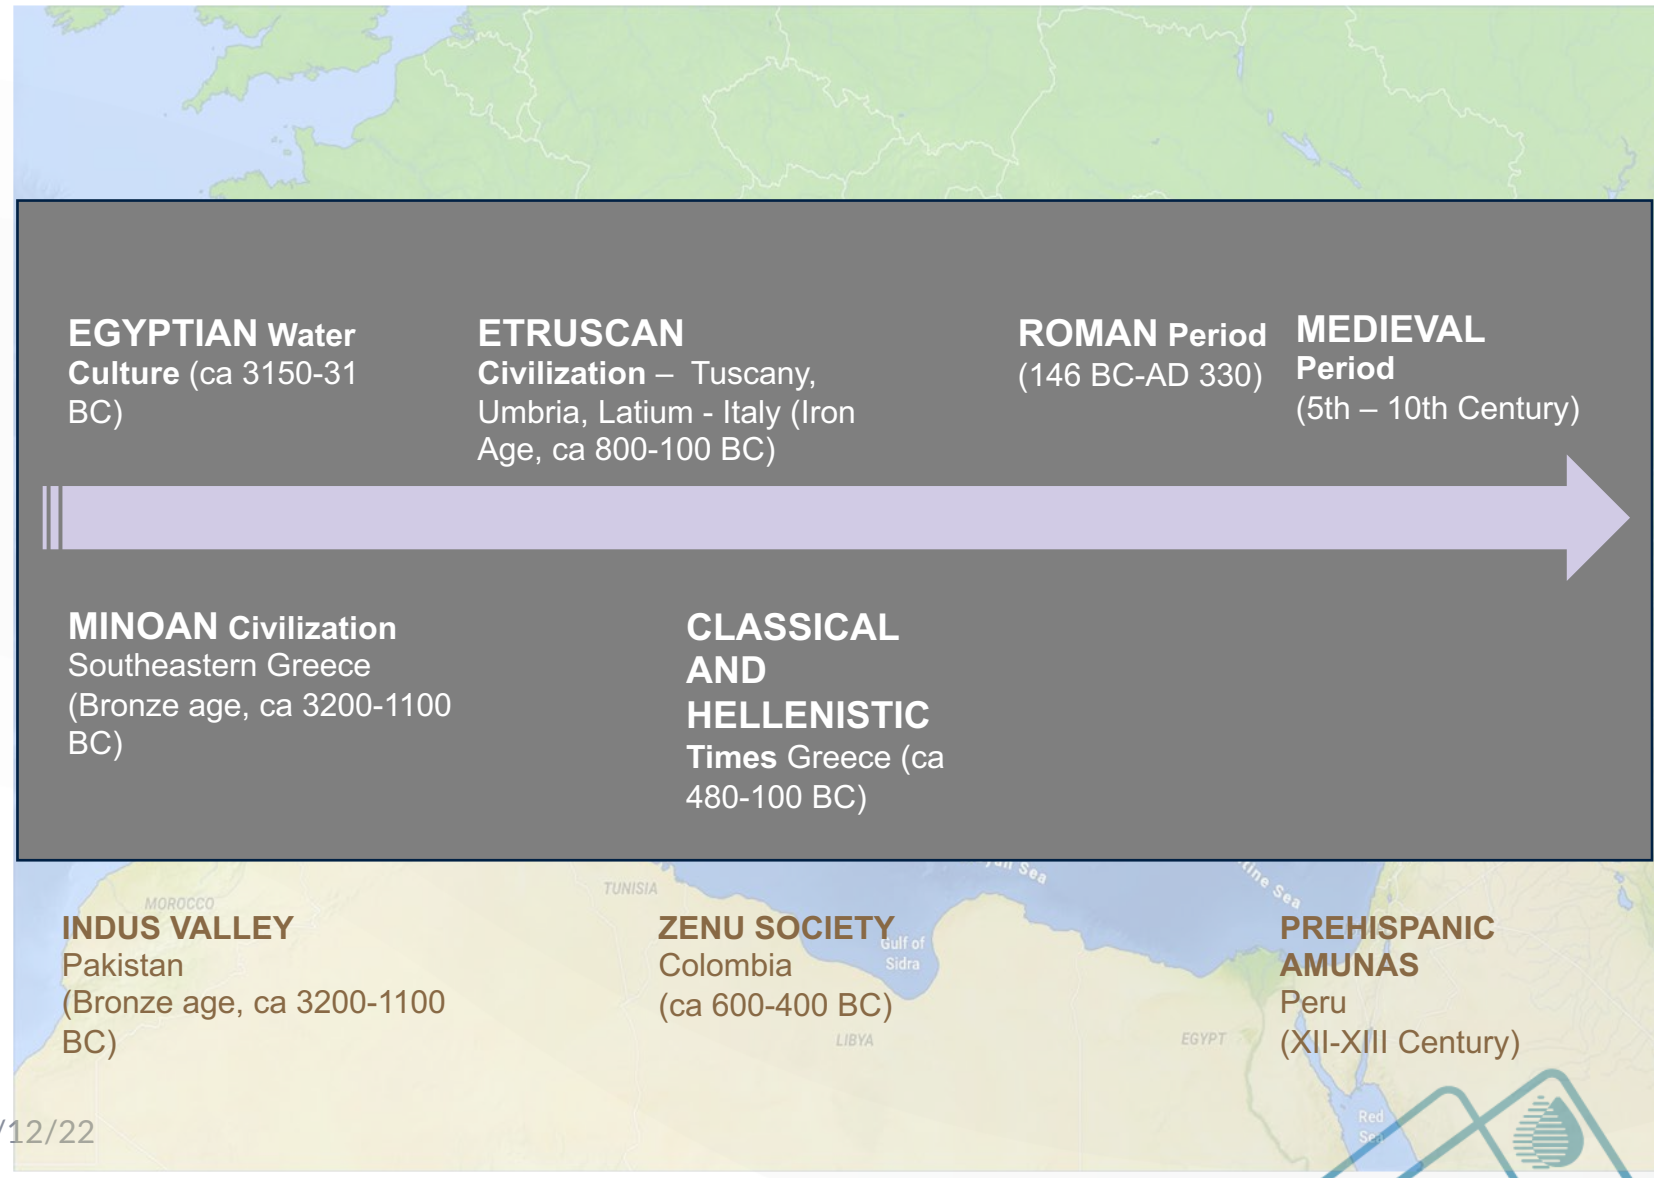 EGYPTIAN Water
Culture (ca 3150-31
BC)
ETRUSCAN
Civilization – Tuscany,
Umbria, Latium - Italy (Iron
Age, ca 800-100 BC)
ROMAN Period
(146 BC-AD 330)
MEDIEVAL
Period
(5th – 10th Century)
MINOAN Civilization
Southeastern Greece
(Bronze age, ca 3200-1100
BC)
CLASSICAL
AND
HELLENISTIC
Times Greece (ca
480-100 BC)
Sea
Sea
TUNISIA
MOROCCO
INDUS VALLEY
Pakistan
(Bronze age, ca 3200-1100
BC)
ZENU SOCIETY
Colombia
(ca 600-400 BC)
Gulf of
Sidra
LIBYA
EGYPT
PREHISPANIC
AMUNAS
Peru
(XII-XIII Century)
Red
Sea
/12/22